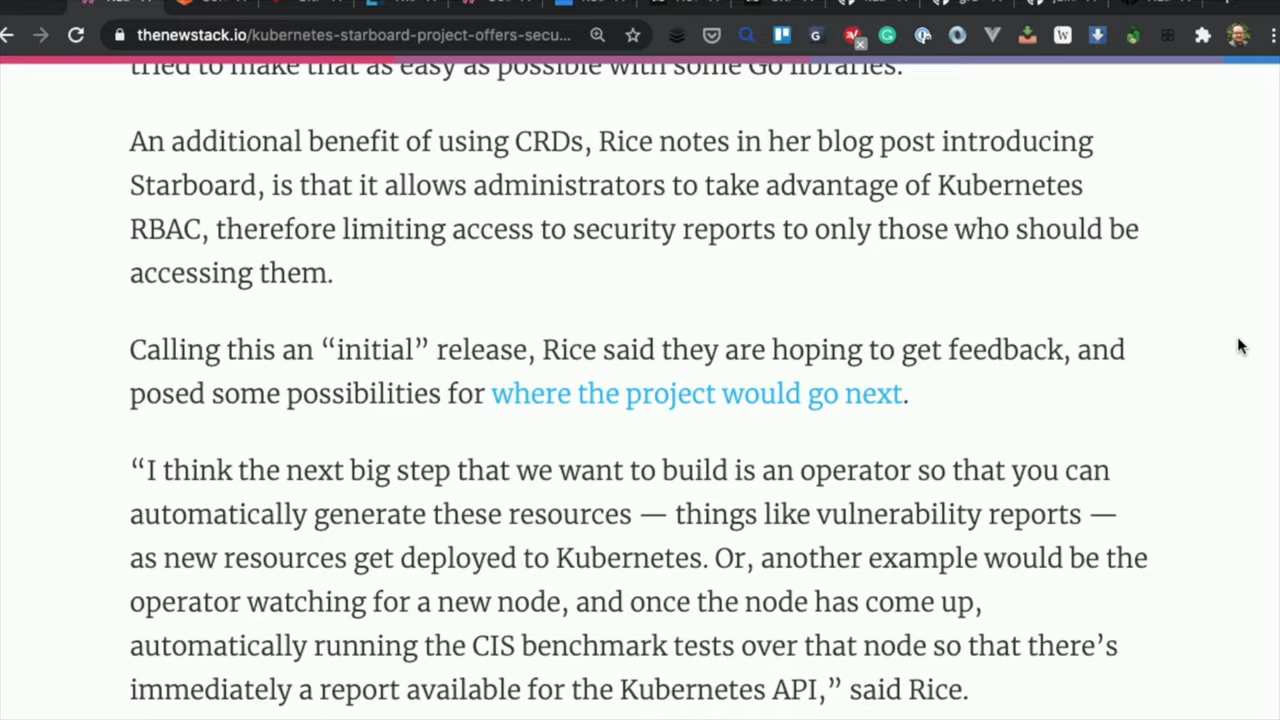 thenewstack.io/kubernetes-starboard-project-offers-secu...
tried to make that as easy as possible with some Go libraries.
An additional benefit of using CRDs, Rice notes in her blog post introducing
Starboard, is that it allows administrators to take advantage of Kubernetes
RBAC, therefore limiting access to security reports to only those who should be
accessing them.
Calling this an “initial” release, Rice said they are hoping to get feedback, and
posed some possibilities for where the project would go next.
“I think the next big step that we want to build is an operator so that you can
automatically generate these resources — things like vulnerability reports —
as new resources get deployed to Kubernetes. Or, another example would be the
operator watching for a new node, and once the node has come up,
automatically running the CIS benchmark tests over that node so that there’s
immediately a report available for the Kubernetes API,” said Rice.